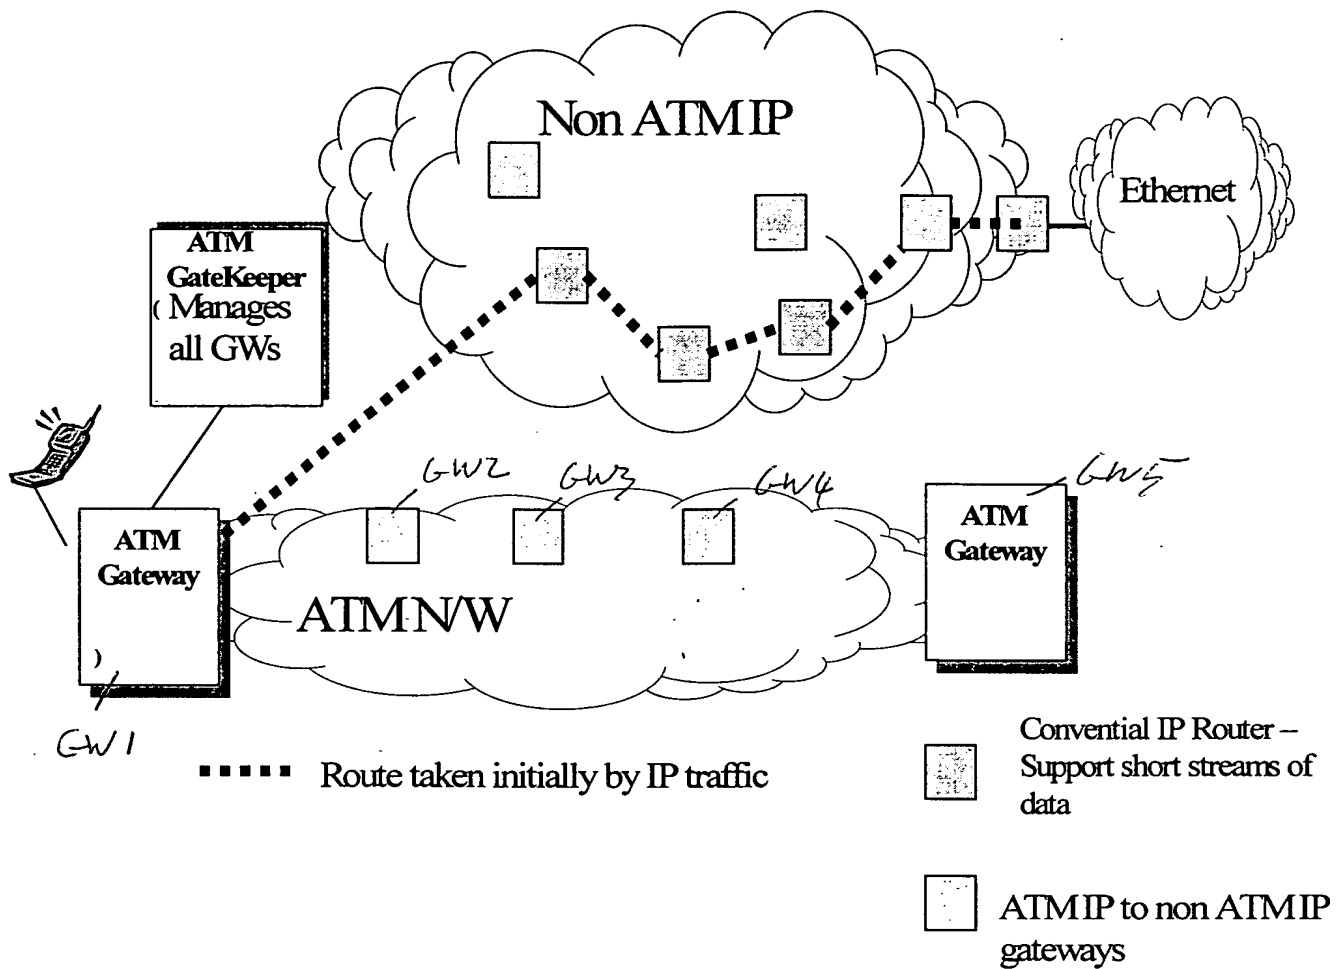 Non ATM IP
Ethernet
ATM
GateKeeper
( Manages
all GWs
GW2
GW3
GW4
GW5
ATM
Gateway
)
ATM
Gateway
ATM N/W
GW1
Route taken initially by IP traffic
Convential IP Router –
Support short streams of
data
ATM IP to non ATM IP
gateways